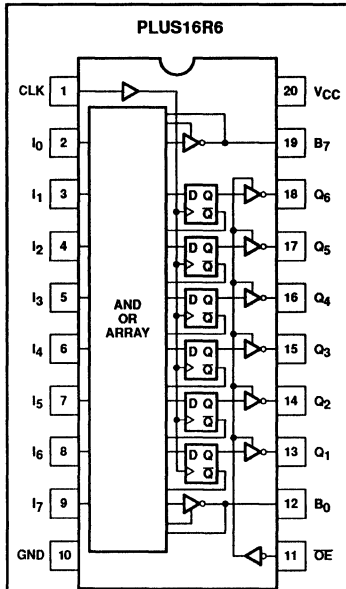 PLUS16R6
CLK 1 20 VCC
I0 2 19 B7
I1 3 D Q Q̅ 18 Q6
I2 4 D Q Q̅ 17 Q5
I3 5 D Q Q̅ 16 Q4
AND
OR
ARRAY
I4 6 D Q Q̅ 15 Q3
I5 7 D Q Q̅ 14 Q2
I6 8 D Q Q̅ 13 Q1
I7 9 12 B0
GND 10 11 O̅E̅